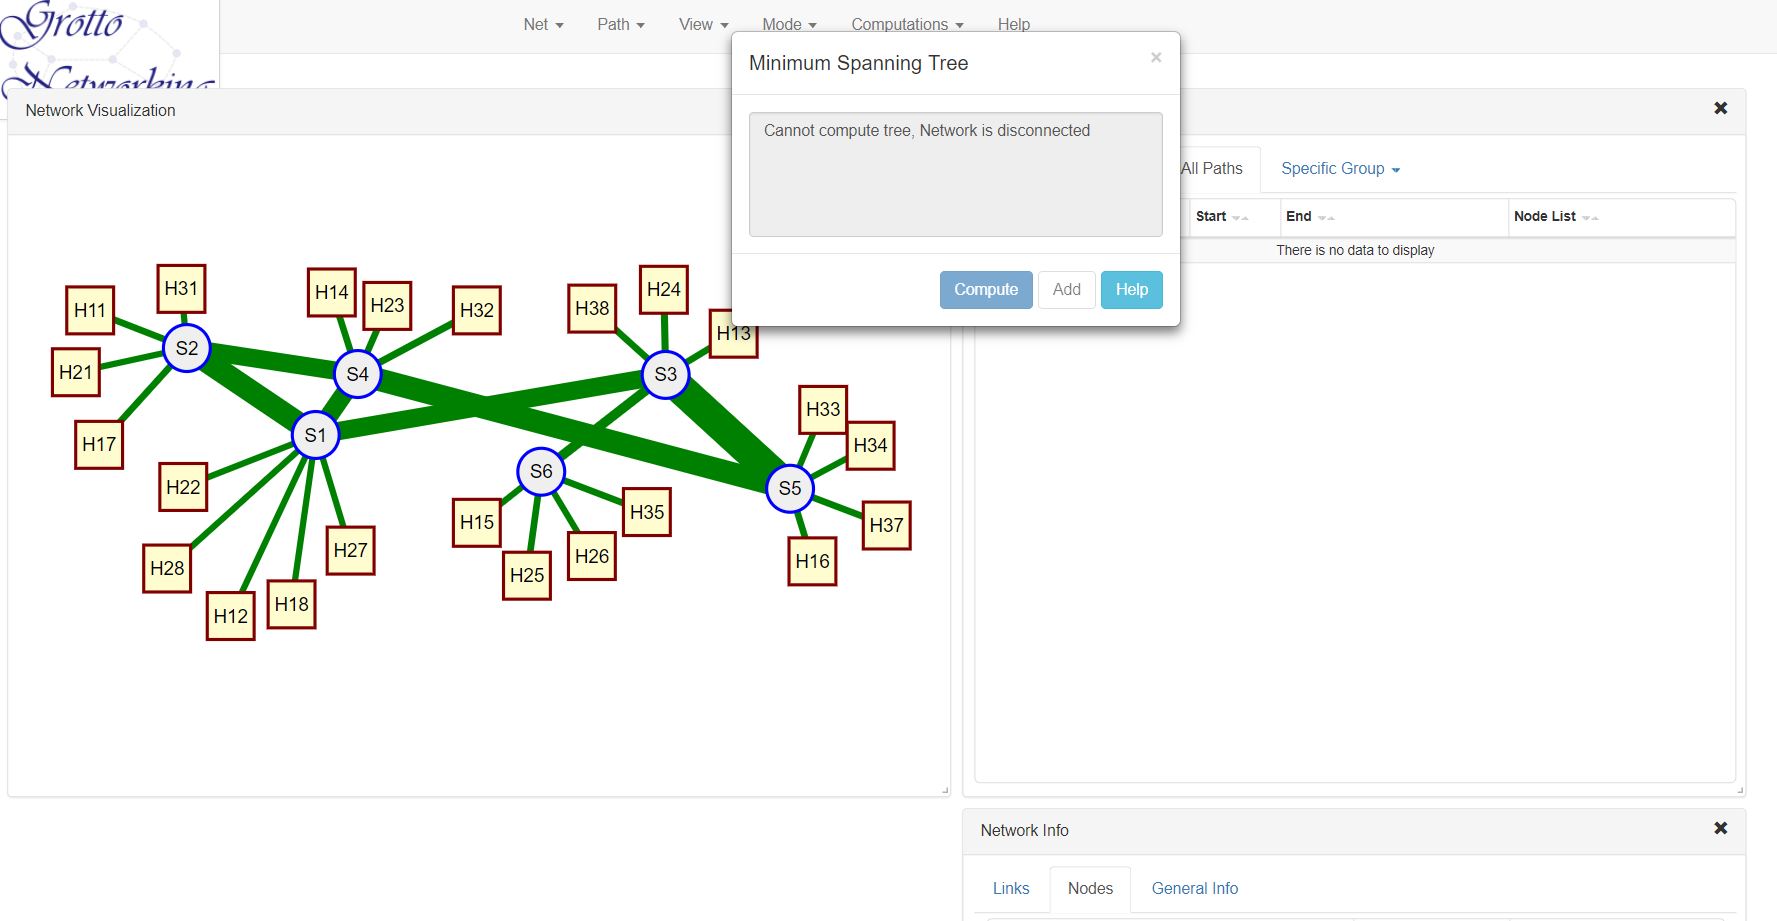 Grotto
Networking
Net
Path
View
Mode
Computations
Help
Minimum Spanning Tree
×
Cannot compute tree, Network is disconnected
Compute
Add
Help
Network Visualization
H11
H31
H14
H23
H32
H38
H24
H13
S2
S4
S3
H21
H17
S1
H33
H34
H22
S6
S5
H15
H35
H37
H28
H27
H25
H26
H16
H12
H18
All Paths
Specific Group
Start
End
Node List
There is no data to display
Network Info
Links
Nodes
General Info